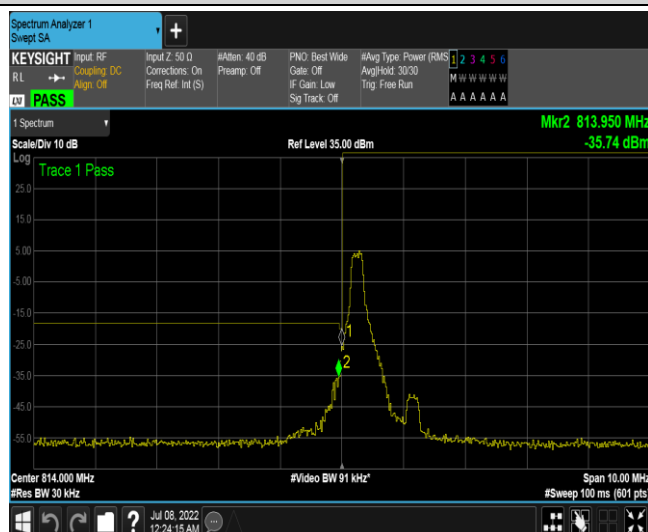 Spectrum Analyzer 1
Swept SA
+
KEYSIGHT
RL
LXI PASS
Input: RF
Coupling: DC
Align: Off
Input Z: 50 Ω
Corrections: On
Freq Ref: Int (S)
#Atten: 40 dB
Preamp: Off
PNO: Best Wide
Gate: Off
IF Gain: Low
Sig Track: Off
#Avg Type: Power (RMS
Avg|Hold: 30/30
Trig: Free Run
1 2 3 4 5 6
M W W W W W
A A A A A A
1 Spectrum
Mkr2 813.950 MHz
-35.74 dBm
Scale/Div 10 dB
Ref Level 35.00 dBm
Log
Trace 1 Pass
25.0
15.0
5.00
-5.00
-15.0
-25.0
-35.0
-45.0
-55.0
1
2
Center 814.000 MHz
#Video BW 91 kHz*
Span 10.00 MHz
#Res BW 30 kHz
#Sweep 100 ms (601 pts)
?
Jul 08, 2022
12:24:15 AM